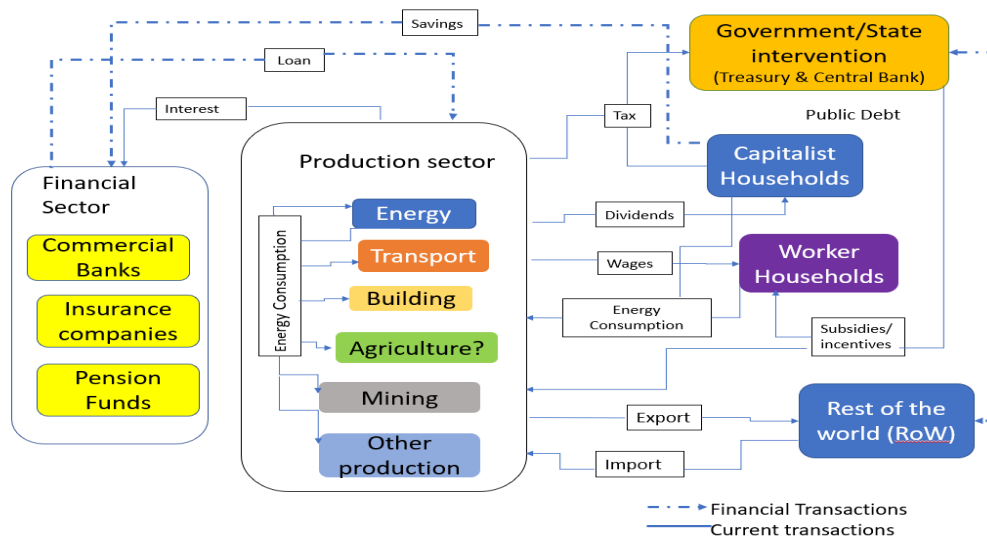 Savings
Loan
Interest
Government/State
intervention
(Treasury & Central Bank)
Tax
Public Debt
Financial
Sector
Commercial
Banks
Insurance
companies
Pension
Funds
Production sector
Energy Consumption
Energy
Transport
Building
Agriculture?
Mining
Other
production
Capitalist
Households
Dividends
Wages
Worker
Households
Energy
Consumption
Subsidies/
incentives
Export
Import
Rest of the
world (RoW)
Financial Transactions
Current transactions